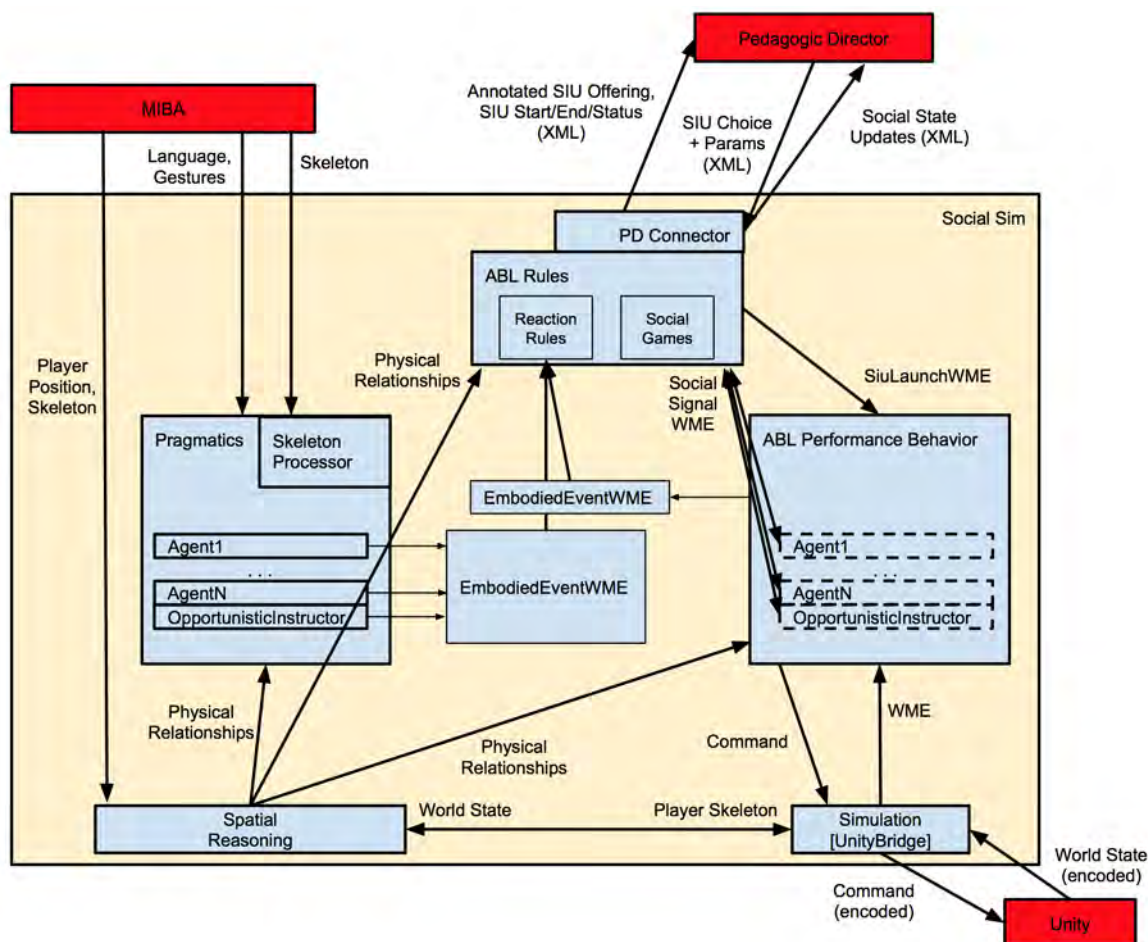 Pedagogic Director
MIBA
Annotated SIU Offering,
SIU Start/End/Status
(XML)
SIU Choice
+ Params
(XML)
Social State
Updates (XML)
Language,
Gestures
Skeleton
Social Sim
PD Connector
ABL Rules
Reaction
Rules
Social
Games
Player
Position,
Skeleton
Physical
Relationships
Social
Signal
WME
SiuLaunchWME
Pragmatics
Skeleton
Processor
ABL Performance Behavior
EmbodiedEventWME
Agent1
. . .
AgentN
OpportunisticInstructor
EmbodiedEventWME
Agent1
. . .
AgentN
OpportunisticInstructor
Physical
Relationships
Physical
Relationships
Command
WME
Spatial
Reasoning
World State
Player Skeleton
Simulation
[UnityBridge]
World State
(encoded)
Command
(encoded)
Unity